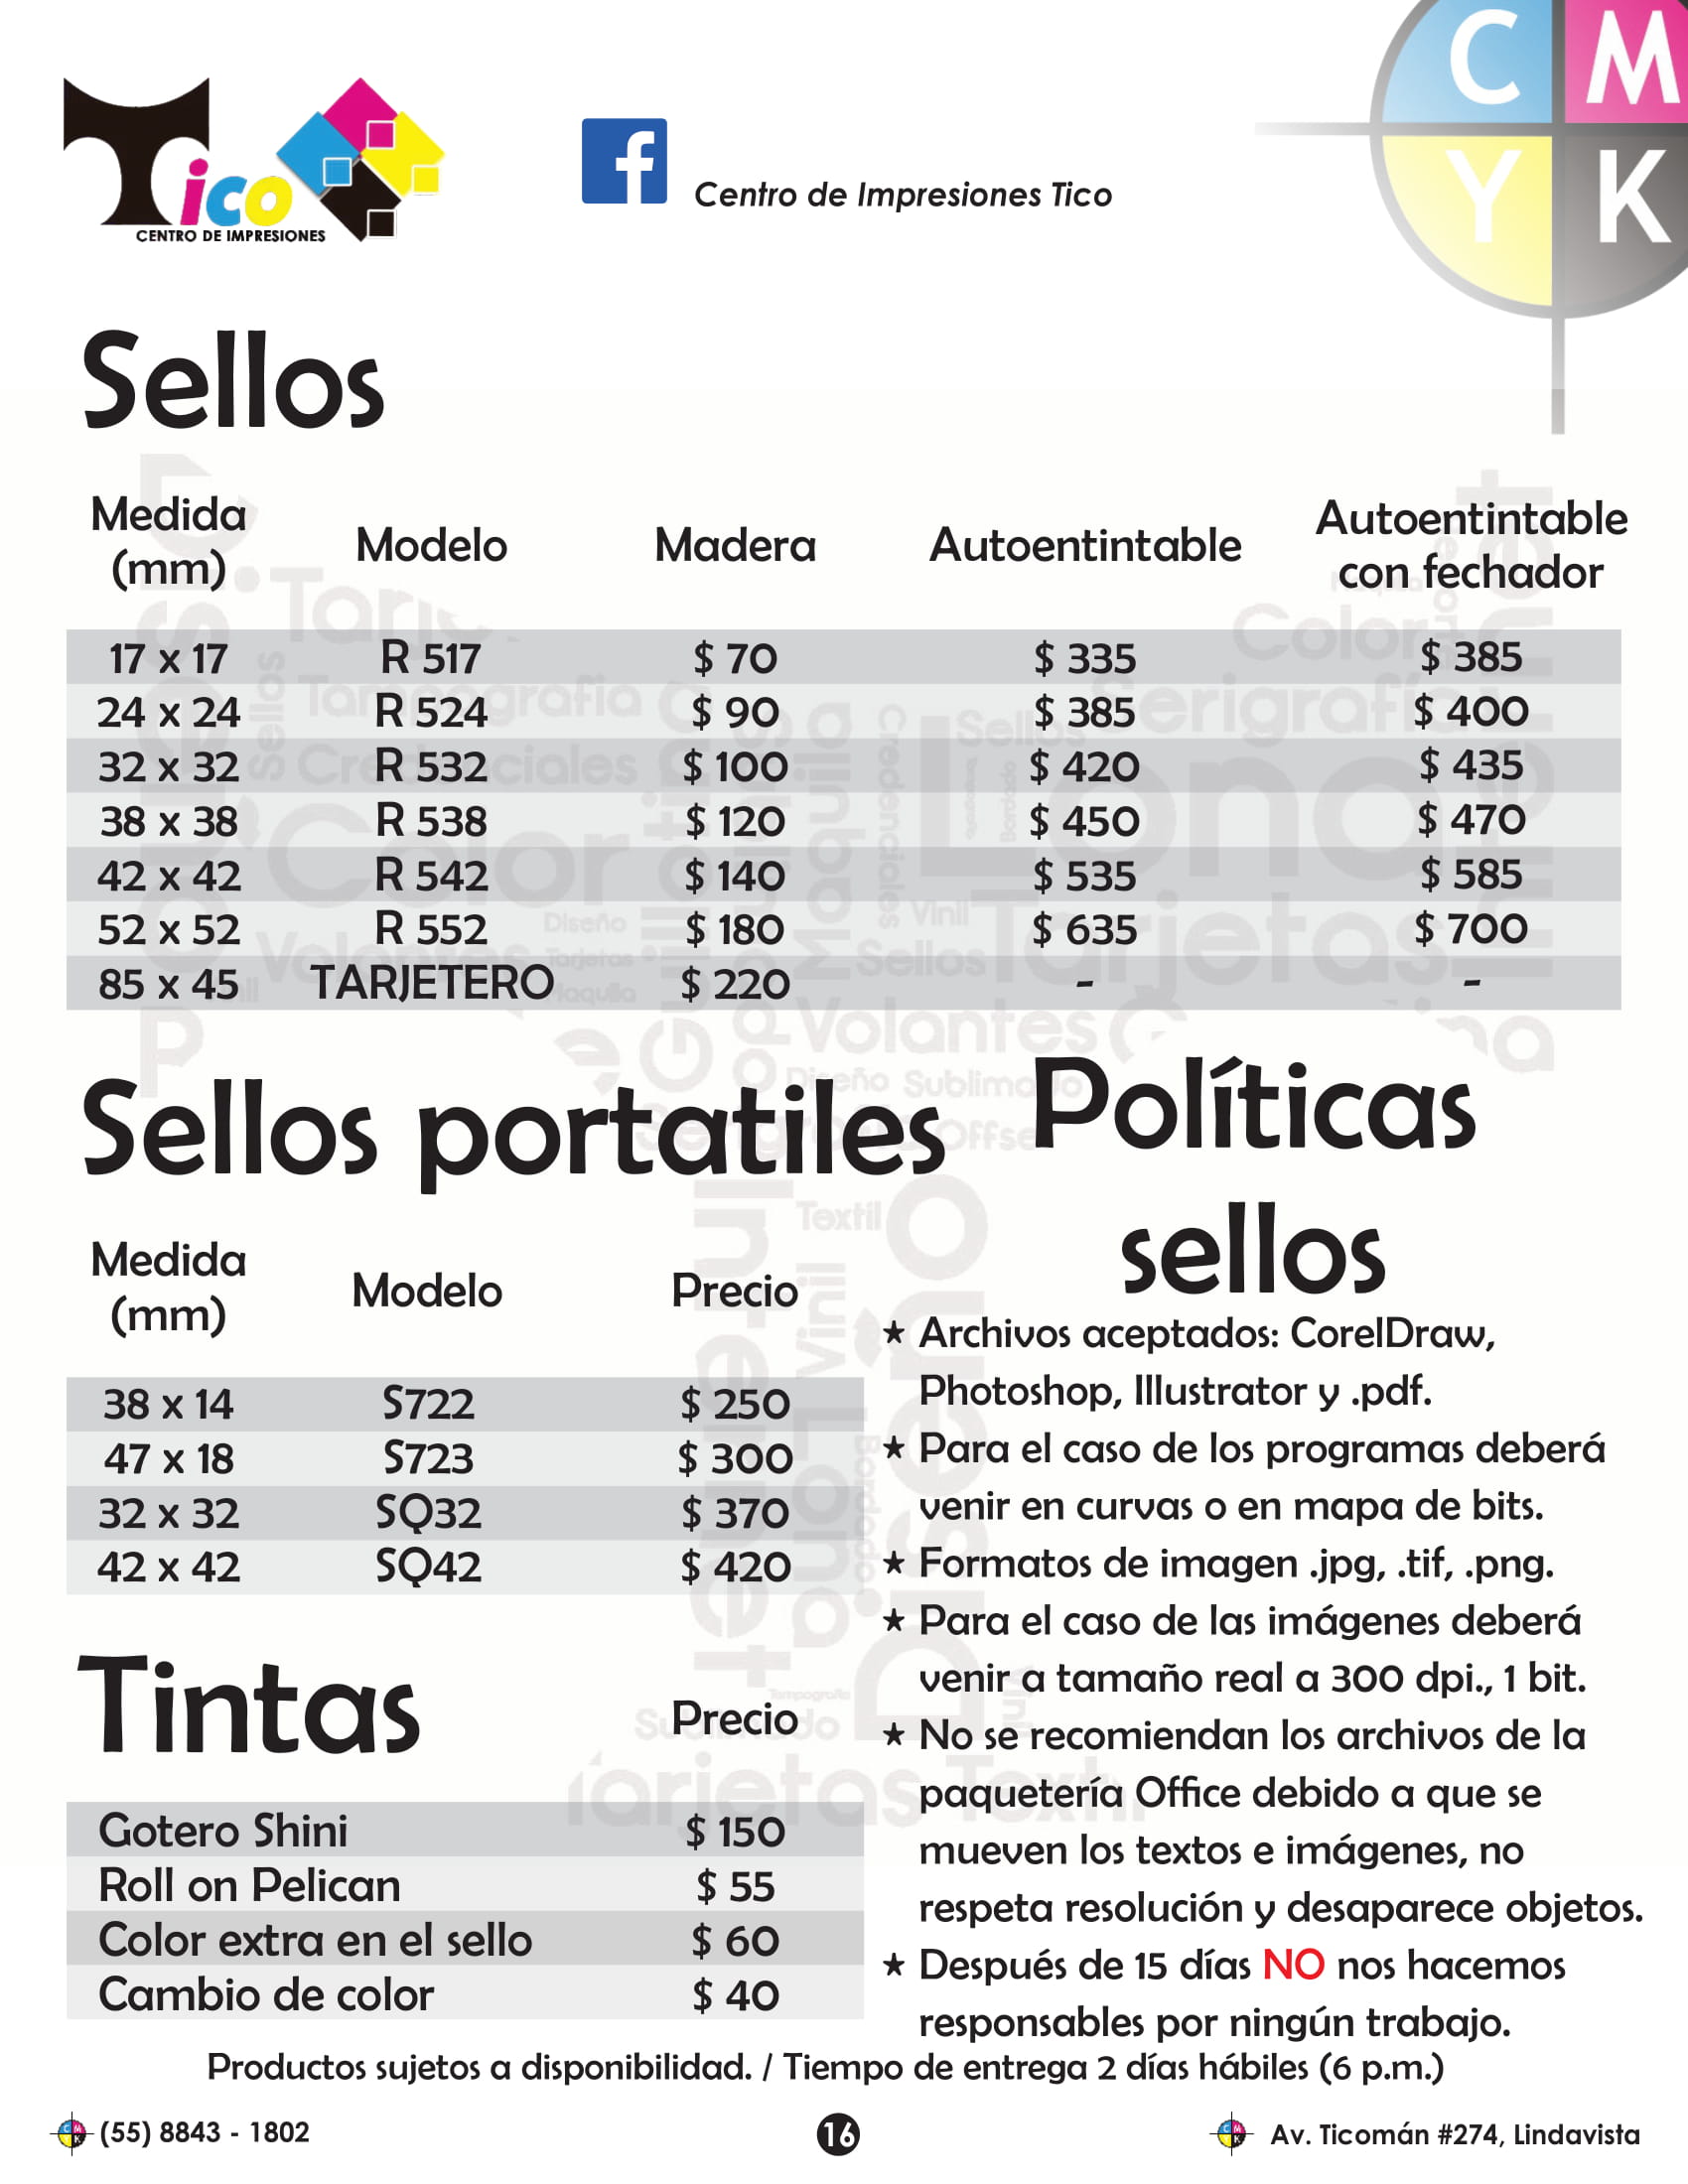 Tico
CENTRO DE IMPRESIONES
f
Centro de Impresiones Tico
C M
Y K
Sellos
Medida (mm) Modelo Madera Autoentintable Autoentintable con fechador
17 x 17 R 517 $ 70 $ 335 $ 385
24 x 24 R 524 $ 90 $ 385 $ 400
32 x 32 R 532 $ 100 $ 420 $ 435
38 x 38 R 538 $ 120 $ 450 $ 470
42 x 42 R 542 $ 140 $ 535 $ 585
52 x 52 R 552 $ 180 $ 635 $ 700
85 x 45 TARJETERO $ 220 - -
Sellos portatiles
Medida (mm) Modelo Precio
38 x 14 S722 $ 250
47 x 18 S723 $ 300
32 x 32 SQ32 $ 370
42 x 42 SQ42 $ 420
Tintas
Precio
Gotero Shini $ 150
Roll on Pelican $ 55
Color extra en el sello $ 60
Cambio de color $ 40
Políticas
sellos
★ Archivos aceptados: CorelDraw,
Photoshop, Illustrator y .pdf.
★ Para el caso de los programas deberá
venir en curvas o en mapa de bits.
★ Formatos de imagen .jpg, .tif, .png.
★ Para el caso de las imágenes deberá
venir a tamaño real a 300 dpi., 1 bit.
★ No se recomiendan los archivos de la
paquetería Office debido a que se
mueven los textos e imágenes, no
respeta resolución y desaparece objetos.
★ Después de 15 días NO nos hacemos
responsables por ningún trabajo.
Productos sujetos a disponibilidad. / Tiempo de entrega 2 días hábiles (6 p.m.)
(55) 8843 - 1802
16
Av. Ticomán #274, Lindavista